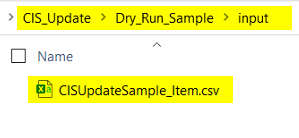 > CIS_Update > Dry_Run_Sample > input
Name
CISUpdateSample_Item.csv